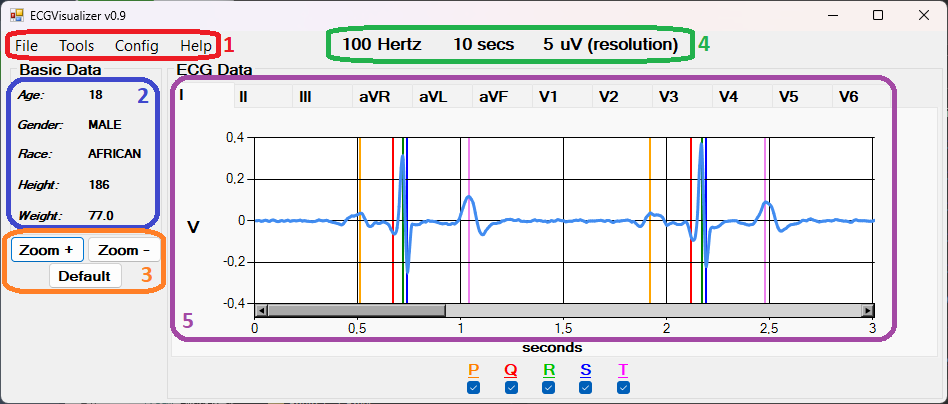 ECGVisualizer v0.9
File Tools Config Help 1
100 Hertz 10 secs 5 uV (resolution) 4
Basic Data
Age: 18 2
Gender: MALE
Race: AFRICAN
Height: 186
Weight: 77.0
Zoom + Zoom -
Default 3
ECG Data
I II III aVR aVL aVF V1 V2 V3 V4 V5 V6
0,4
0,2
V 0
-0,2
-0,4
5
0 0,5 1 1,5 2 2,5 3
seconds
P Q R S T